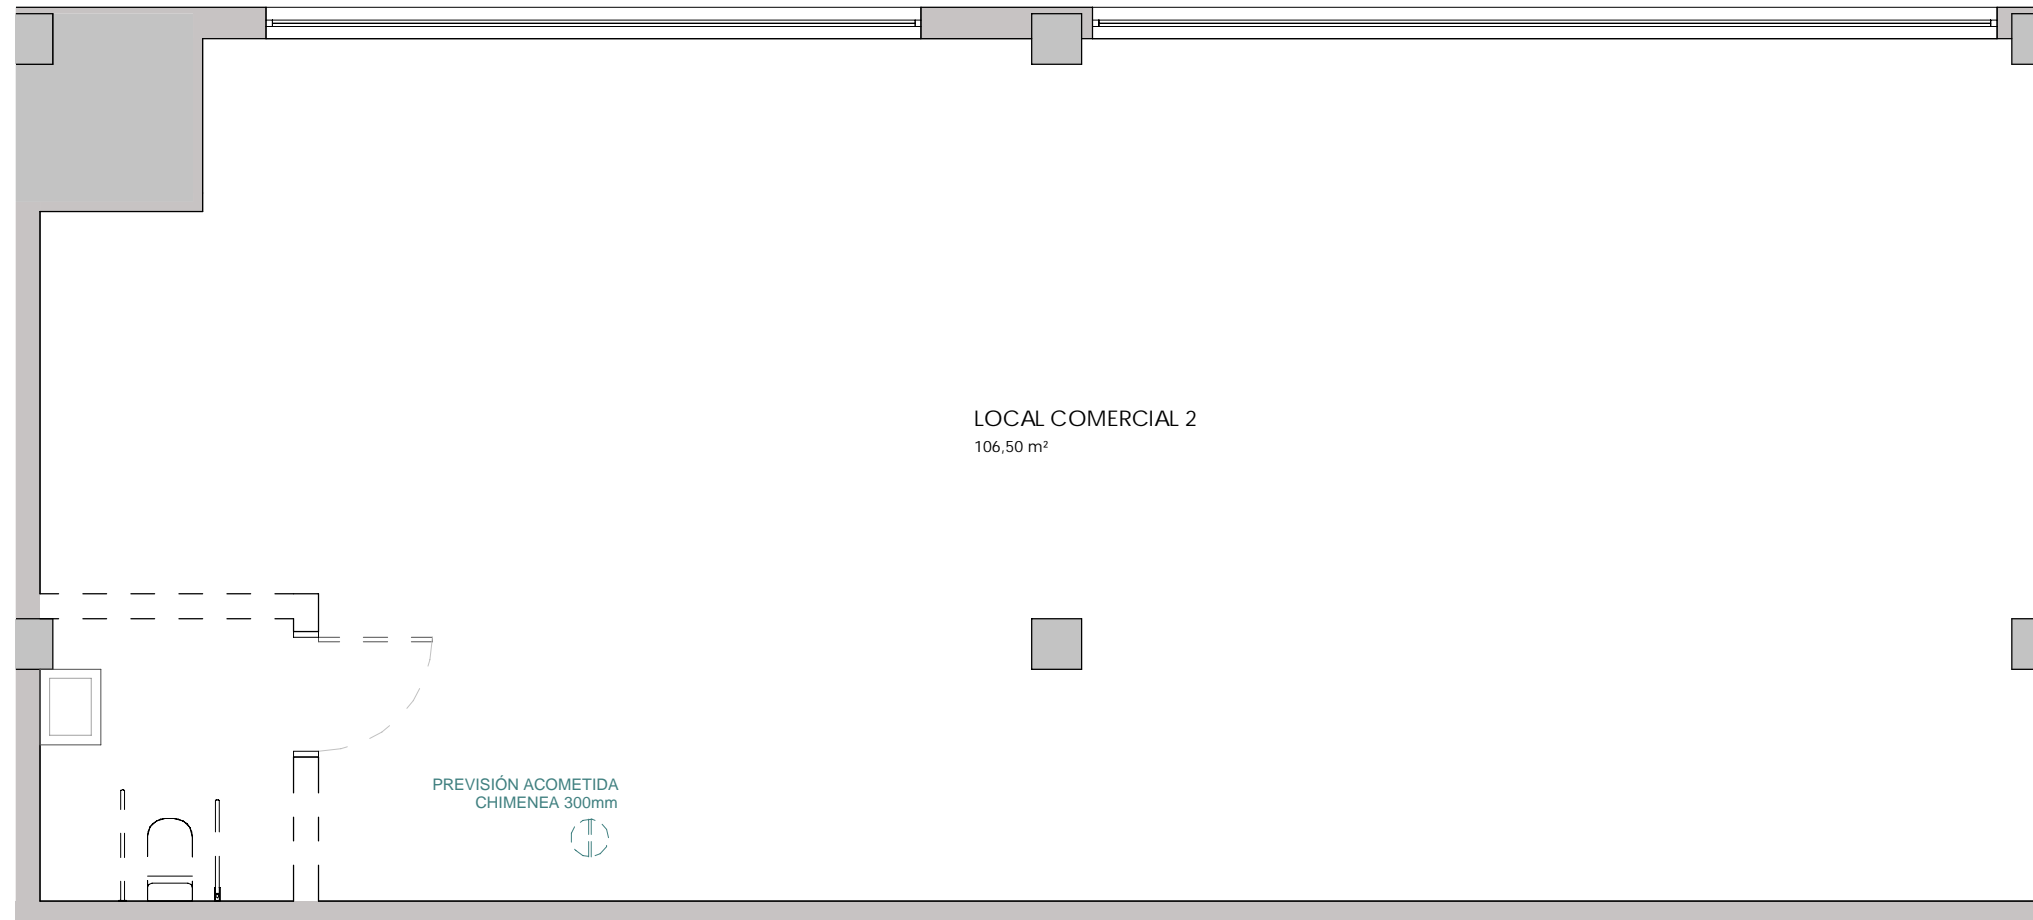 LOCAL COMERCIAL 2
106,50 m²
PREVISIÓN ACOMETIDA
CHIMENEA 300mm